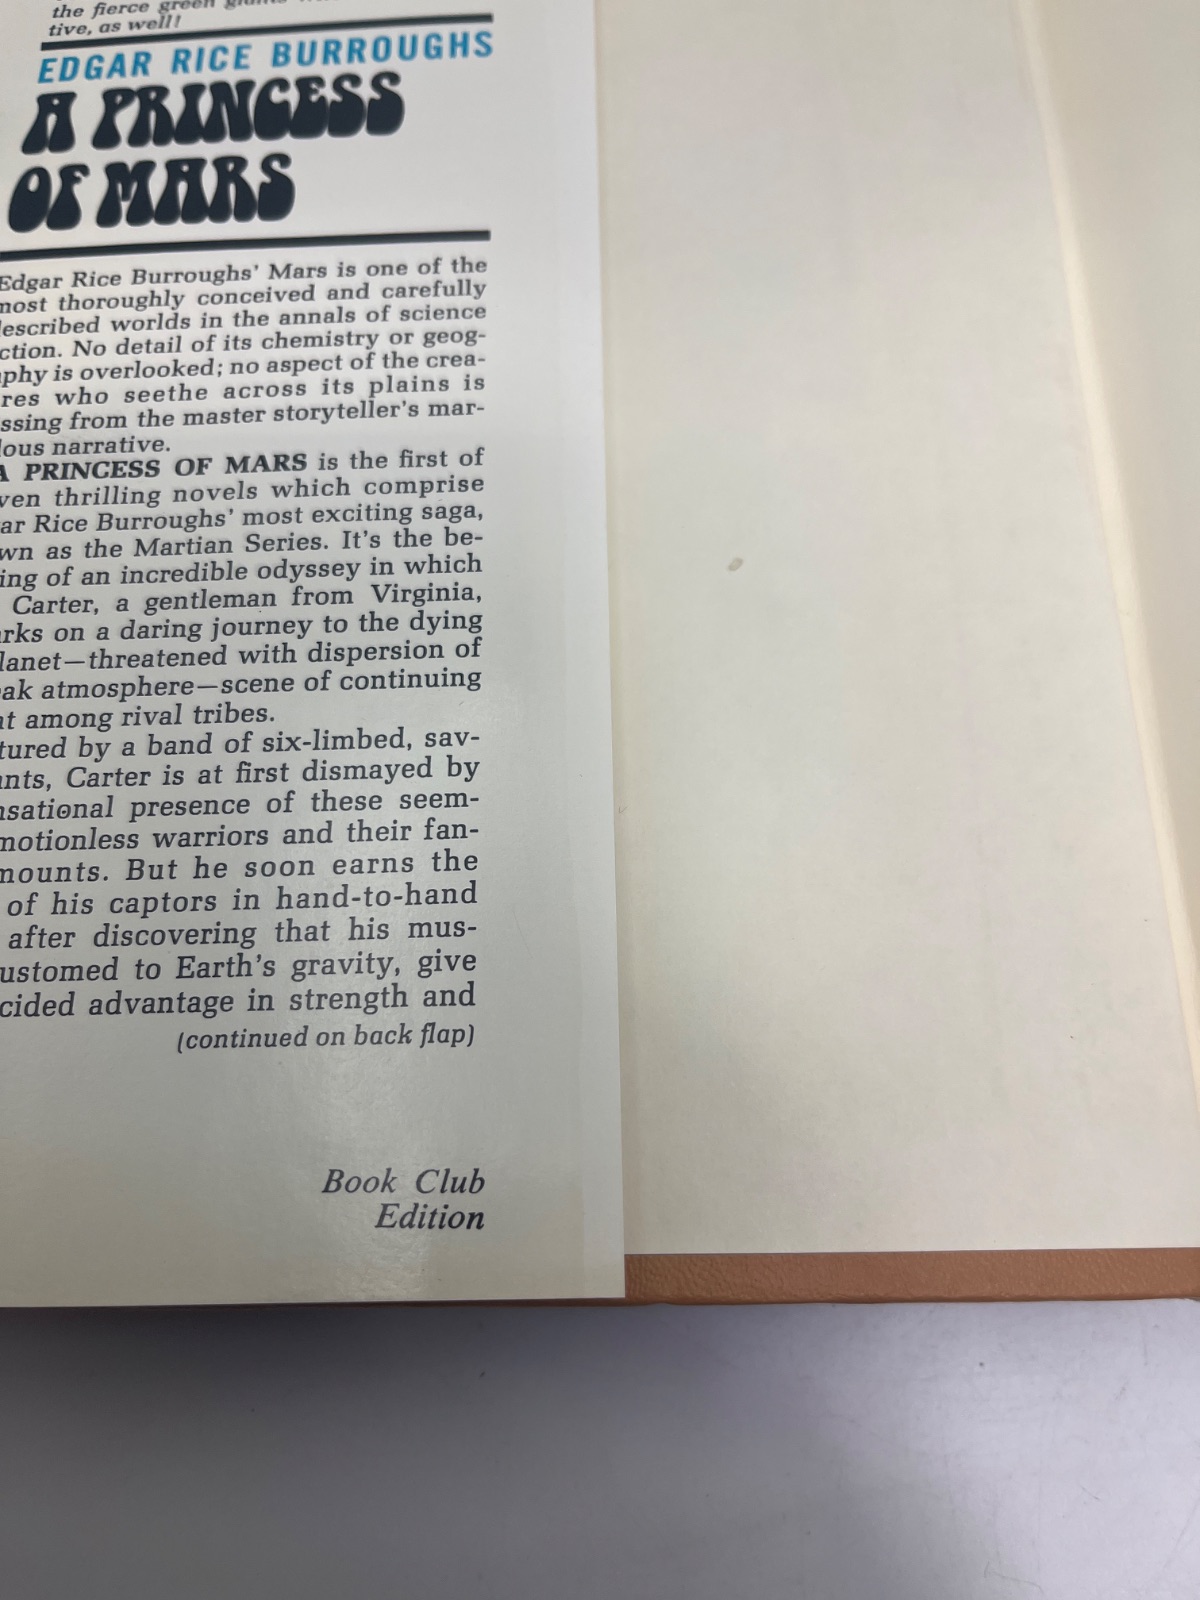 the fierce green giants
tive, as well!
EDGAR RICE BURROUGHS
A PRINCESS
OF MARS
Edgar Rice Burroughs' Mars is one of the
most thoroughly conceived and carefully
escribed worlds in the annals of science
ction. No detail of its chemistry or geog-
phy is overlooked; no aspect of the crea-
res who seethe across its plains is
ssing from the master storyteller's mar-
lous narrative.
A PRINCESS OF MARS is the first of
ven thrilling novels which comprise
ar Rice Burroughs' most exciting saga,
wn as the Martian Series. It's the be-
ing of an incredible odyssey in which
Carter, a gentleman from Virginia,
rks on a daring journey to the dying
lanet—threatened with dispersion of
ak atmosphere—scene of continuing
t among rival tribes.
tured by a band of six-limbed, sav-
nts, Carter is at first dismayed by
nsational presence of these seem-
motionless warriors and their fan-
mounts. But he soon earns the
of his captors in hand-to-hand
after discovering that his mus-
ustomed to Earth's gravity, give
cided advantage in strength and
(continued on back flap)
Book Club
Edition